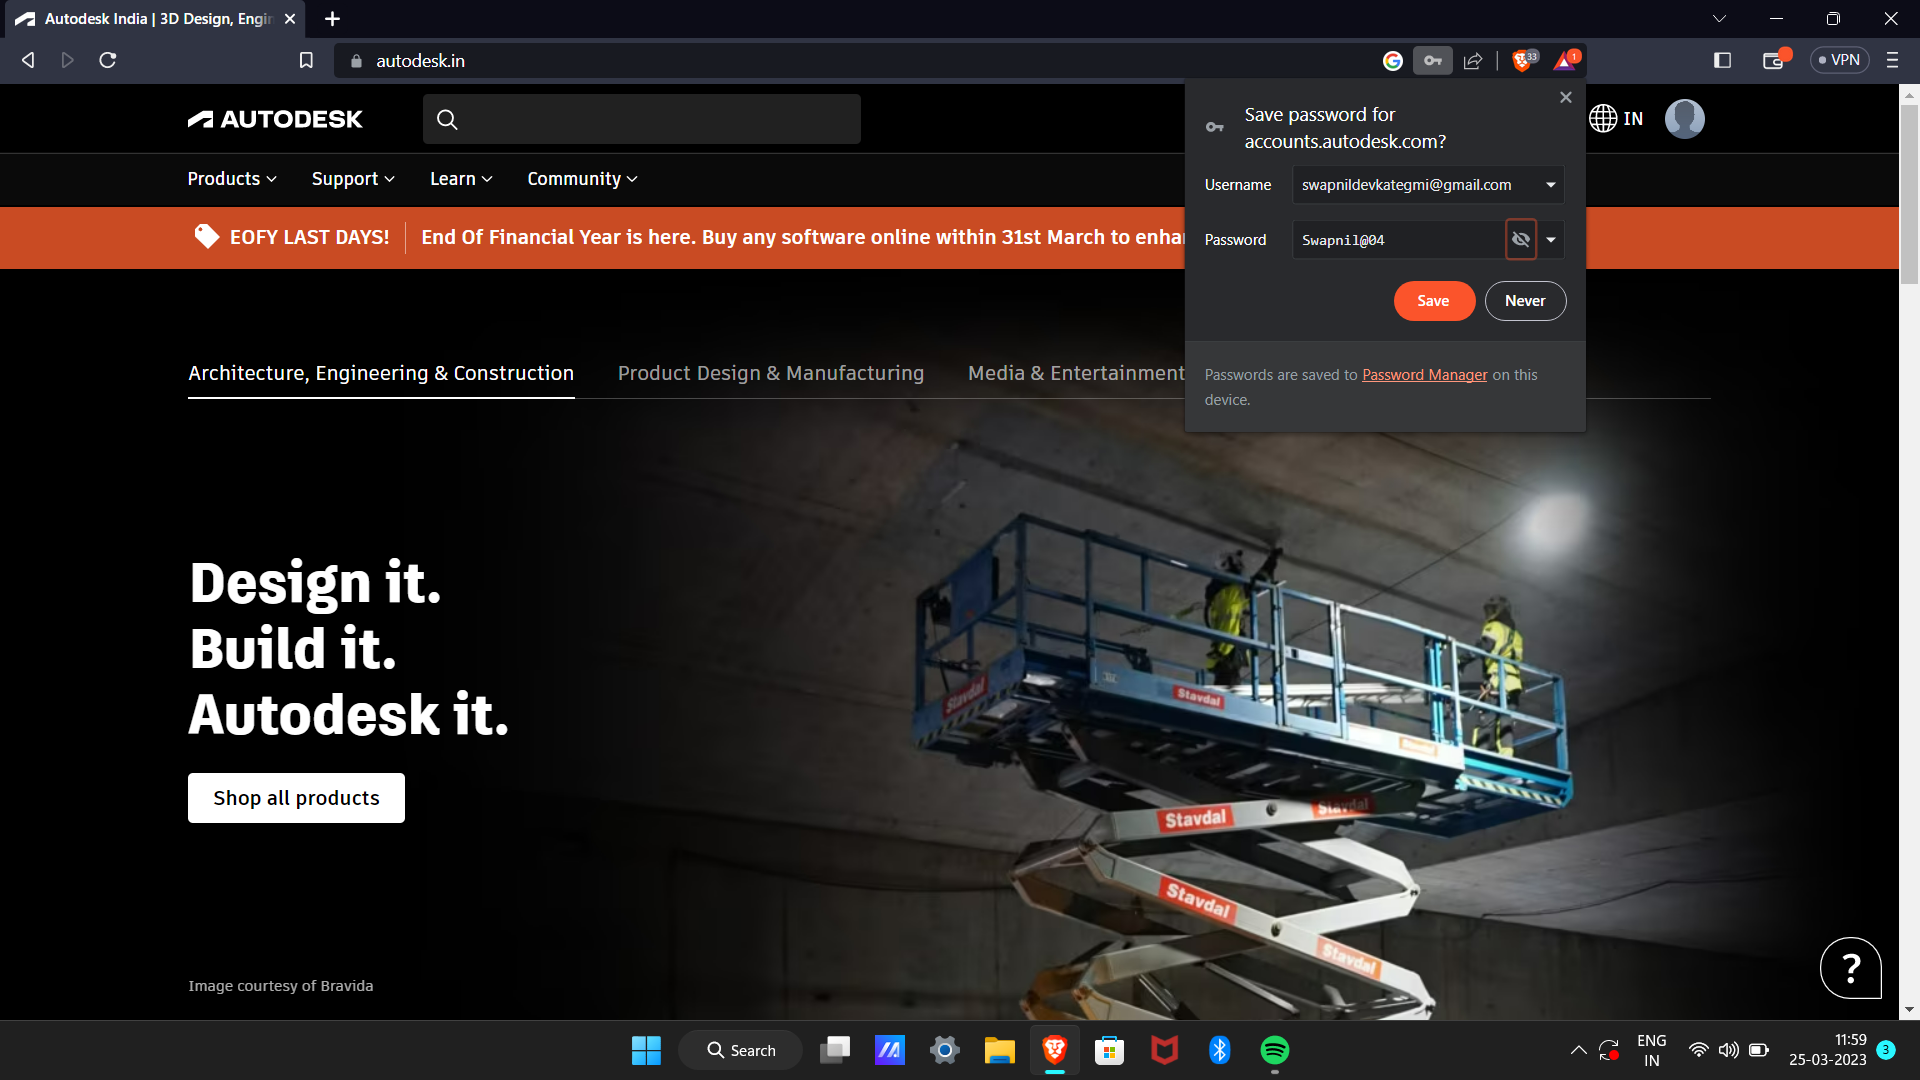 Autodesk India | 3D Design, Engin
autodesk.in
33
1
VPN
AUTODESK
IN
Products
Support
Learn
Community
EOFY LAST DAYS!
End Of Financial Year is here. Buy any software online within 31st March to enha
Save password for
accounts.autodesk.com?
Username
swapnildevkategmi@gmail.com
Password
Swapnil@04
Save
Never
Passwords are saved to Password Manager on this
device.
Architecture, Engineering & Construction
Product Design & Manufacturing
Media & Entertainment
Design it.
Build it.
Autodesk it.
Shop all products
Stavdal
Stavdal
Stavdal
Stavdal
Stavdal
Stavdal
Image courtesy of Bravida
?
Search
ENG
IN
11:59
25-03-2023
3